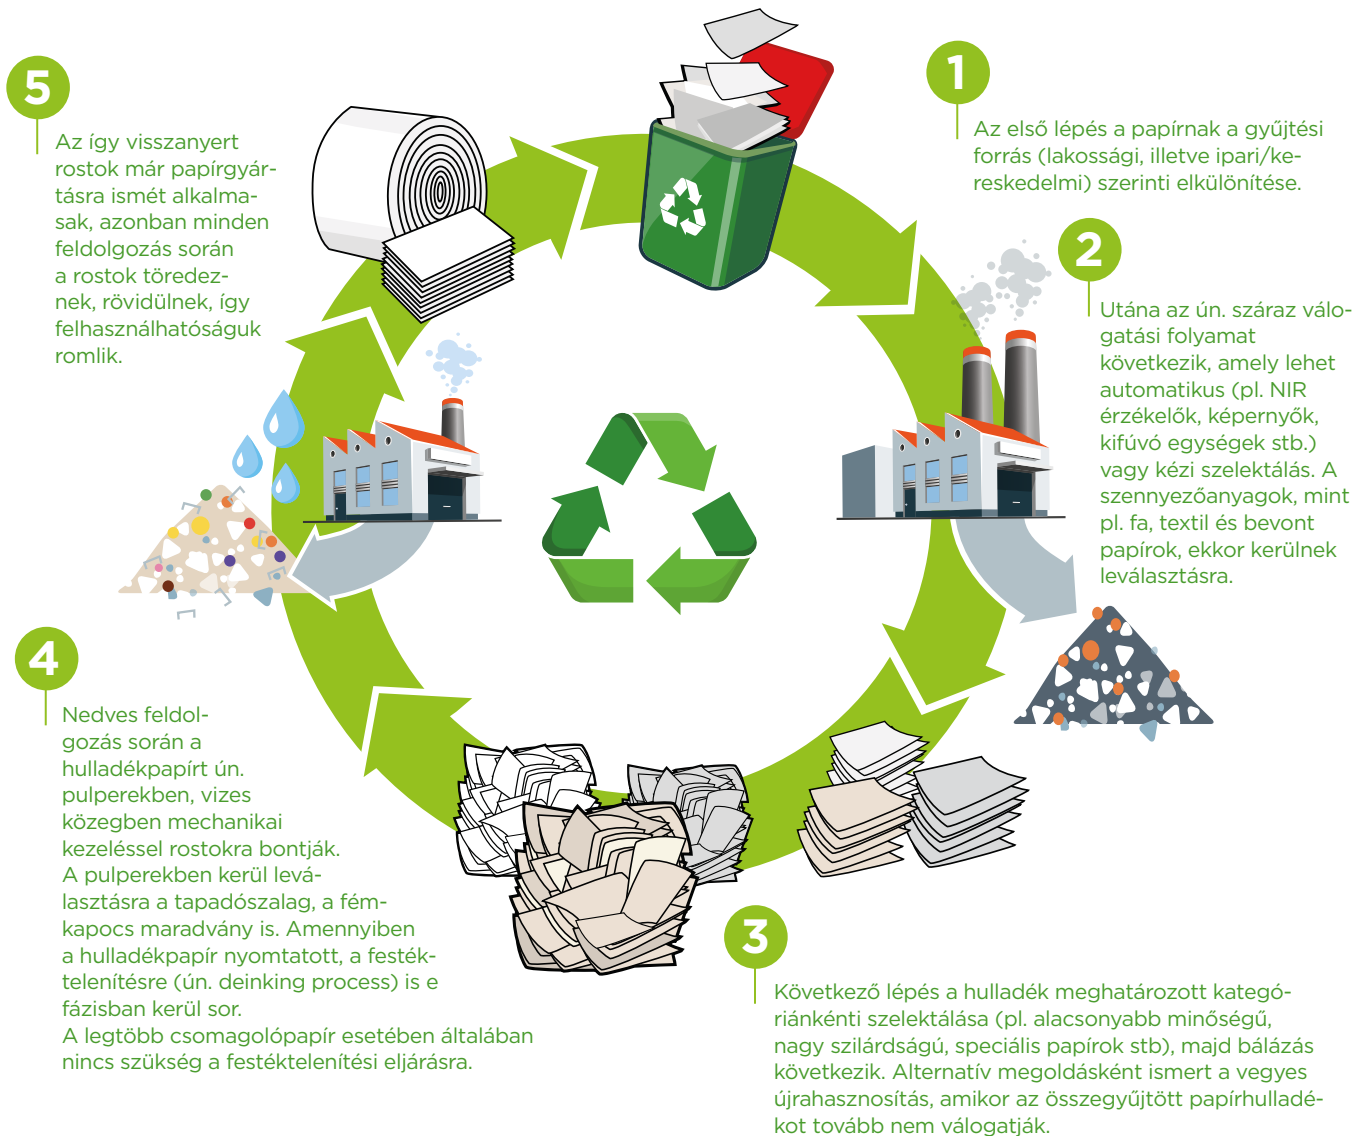 1
Az első lépés a papírnak a gyűjtési
forrás (lakossági, illetve ipari/ke-
reskedelmi) szerinti elkülönítése.
2
Utána az ún. száraz válo-
gatási folyamat
következik, amely lehet
automatikus (pl. NIR
érzékelők, képernyők,
kifúvó egységek stb.)
vagy kézi szelektálás. A
szennyezőanyagok, mint
pl. fa, textil és bevont
papírok, ekkor kerülnek
leválasztásra.
3
Következő lépés a hulladék meghatározott kategó-
riánkénti szelektálása (pl. alacsonyabb minőségű,
nagy szilárdságú, speciális papírok stb), majd bálázás
következik. Alternatív megoldásként ismert a vegyes
újrahasznosítás, amikor az összegyűjtött papírhulladé-
kot tovább nem válogatják.
4
Nedves feldol-
gozás során a
hulladékpapírt ún.
pulperekben, vizes
közegben mechanikai
kezeléssel rostokra bontják.
A pulperekben kerül levá-
lasztásra a tapadószalag, a fém-
kapocs maradvány is. Amennyiben
a hulladékpapír nyomtatott, a festék-
telenítésre (ún. deinking process) is e
fázisban kerül sor.
A legtöbb csomagolópapír esetében általában
nincs szükség a festéktelenítési eljárásra.
5
Az így visszanyert
rostok már papírgyár-
tásra ismét alkalma-
sak, azonban minden
feldolgozás során
a rostok töredez-
nek, rövidülnek, így
felhasználhatóságuk
romlik.